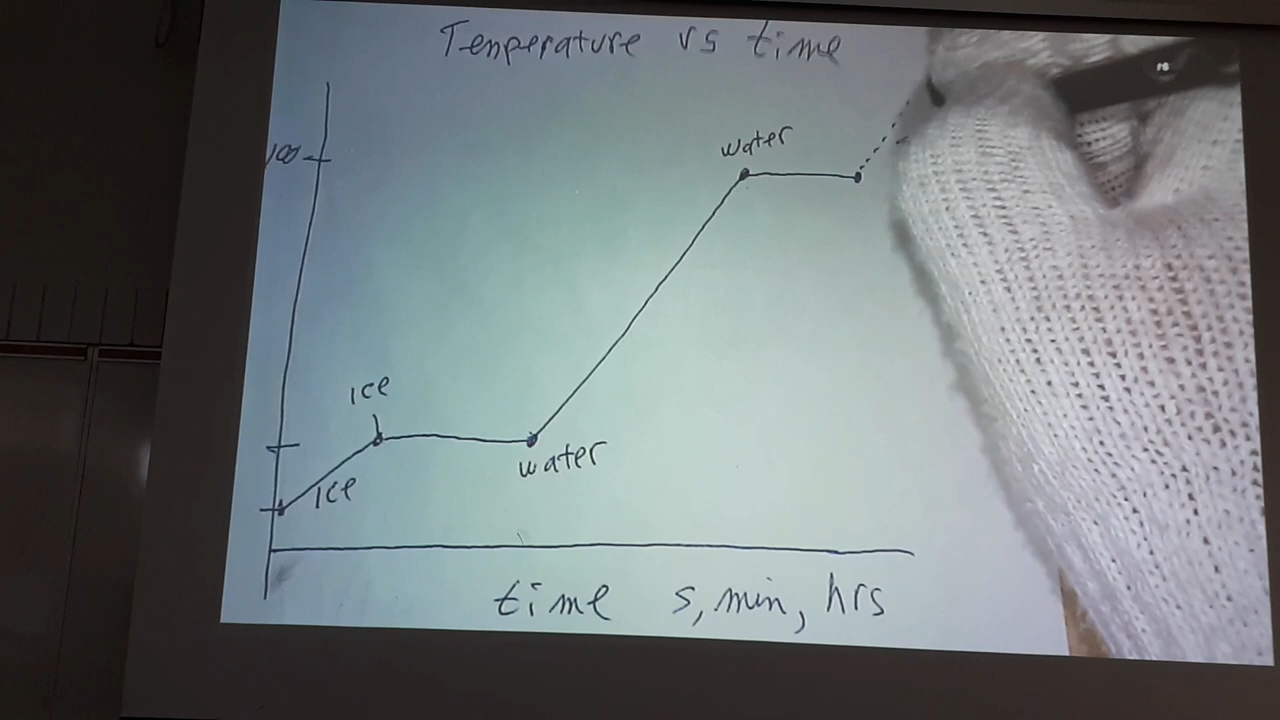 Temperature vs time
100
water
ice
water
ice
time s, min, hrs